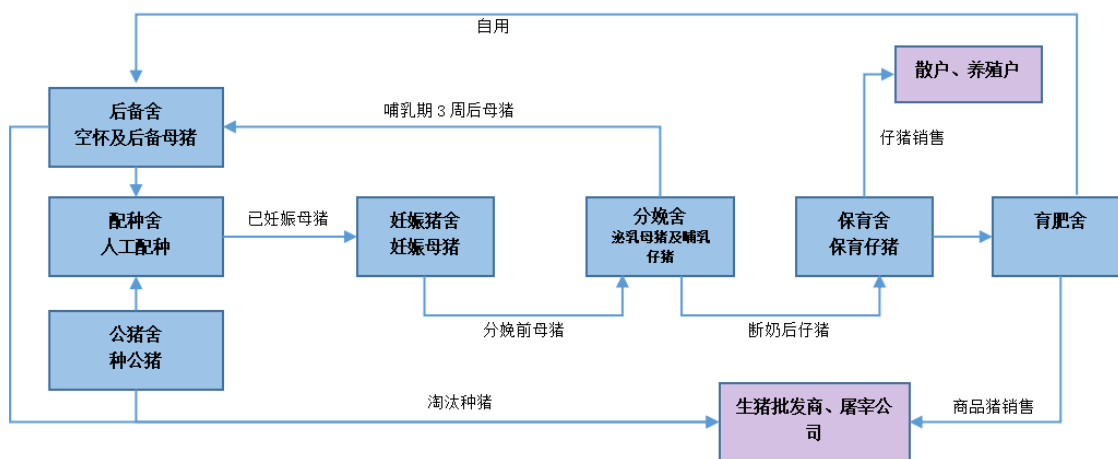 自用
散户、养殖户
后备舍
空怀及后备母猪
哺乳期 3 周后母猪
仔猪销售
配种舍
人工配种
已妊娠母猪
妊娠猪舍
妊娠母猪
分娩舍
泌乳母猪及哺乳
仔猪
保育舍
保育仔猪
育肥舍
公猪舍
种公猪
分娩前母猪
断奶后仔猪
淘汰种猪
生猪批发商、屠宰公
司
商品猪销售